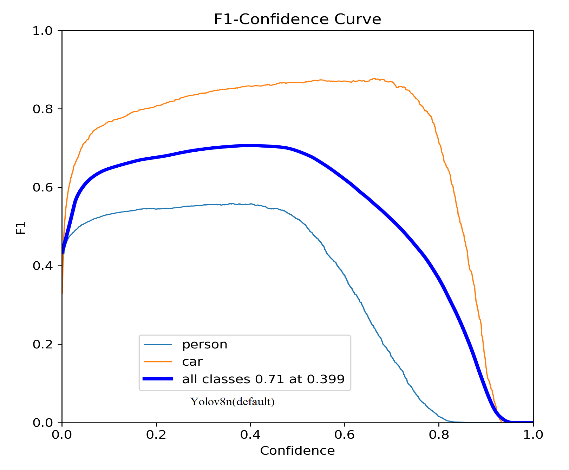 F1-Confidence Curve
1.0
0.8
0.6
0.4
0.2
0.0
F1
person
car
all classes 0.71 at 0.399
Yolov8n(default)
0.0 0.2 0.4 0.6 0.8 1.0
Confidence